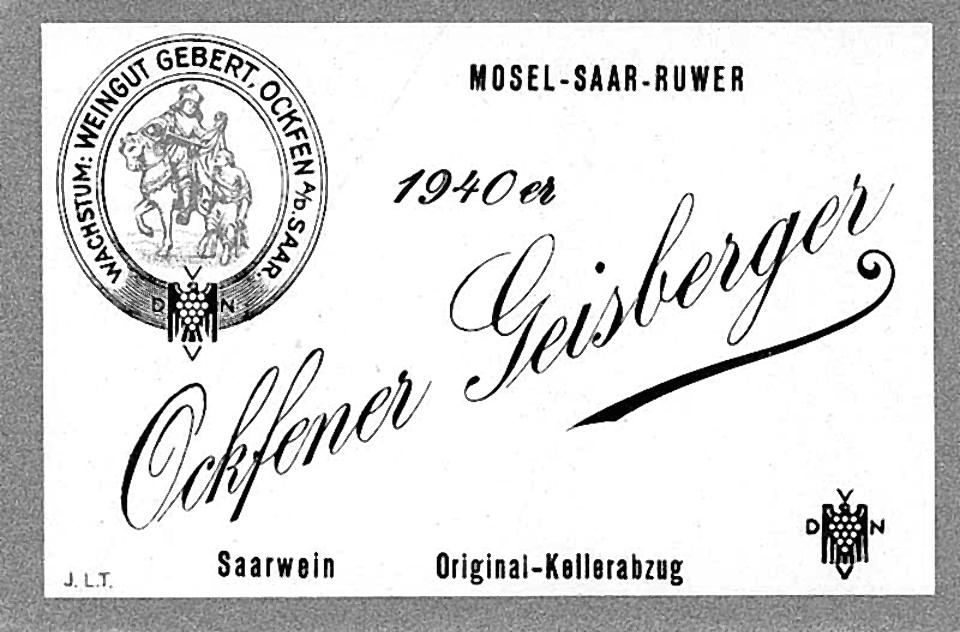 WACHSTUM: WEINGUT GEBERT, OCKFEN A/D. SAAR.
V
D N
V
MOSEL-SAAR-RUWER
1940er
Ockfener Geisberger
Saarwein
Original-Kellerabzug
V
D N
V
J. L.T.